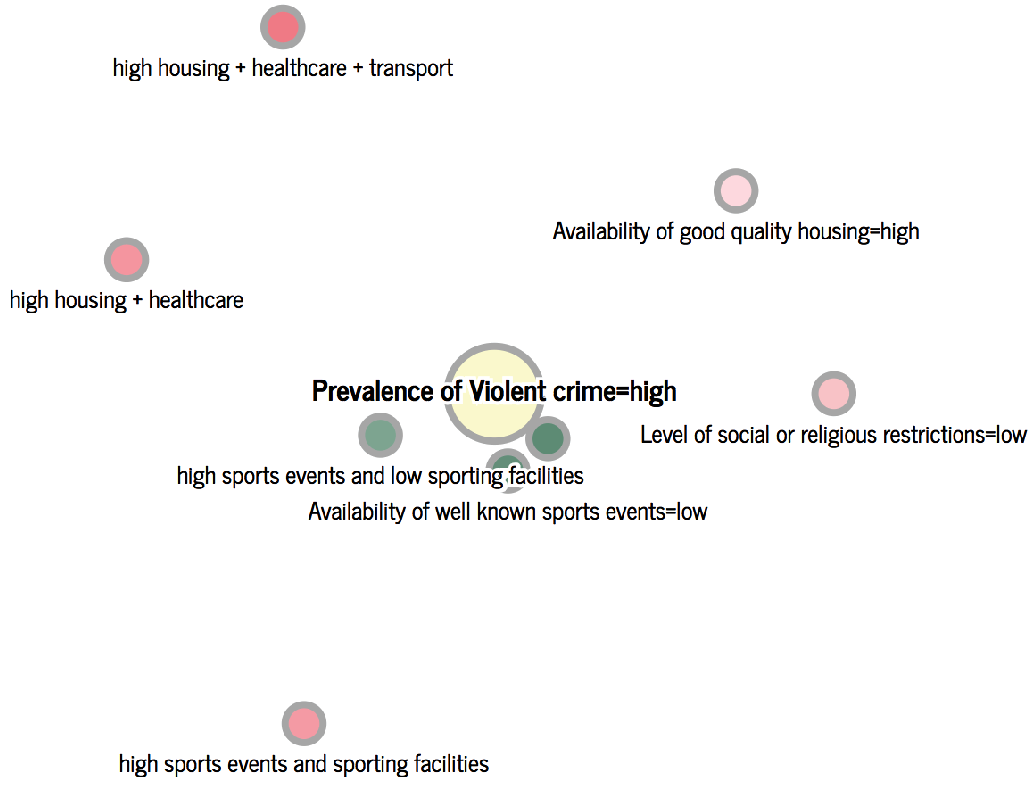 high housing + healthcare + transport
Availability of good quality housing=high
high housing + healthcare
Prevalence of Violent crime=high
Level of social or religious restrictions=low
high sports events and low sporting facilities
Availability of well known sports events=low
high sports events and sporting facilities